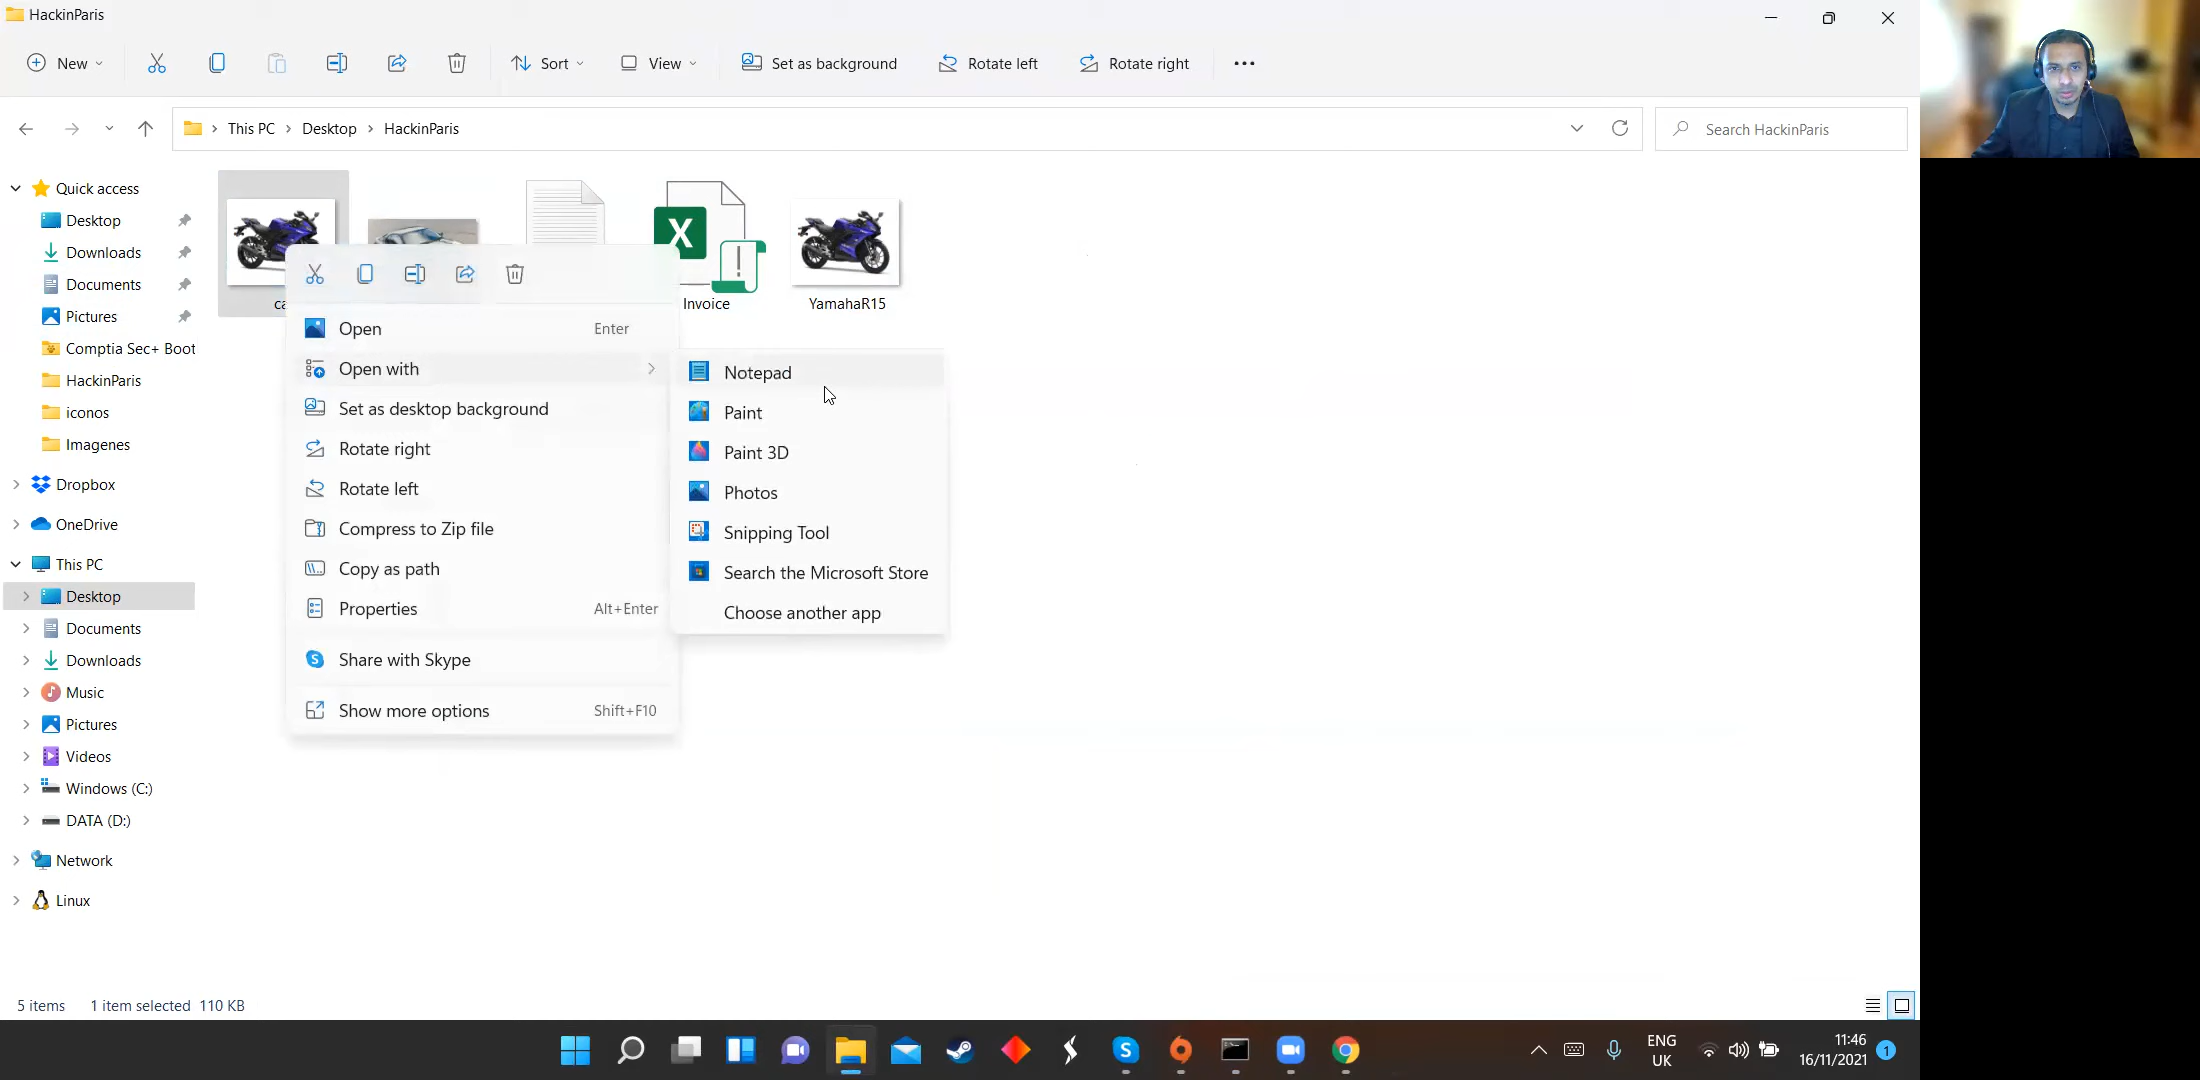 HackinParis
New
Sort
View
Set as background
Rotate left
Rotate right
This PC
Desktop
HackinParis
Search HackinParis
Quick access
Desktop
Downloads
Documents
Pictures
Comptia Sec+ Boot
HackinParis
iconos
Imagenes
Dropbox
OneDrive
This PC
Desktop
Documents
Downloads
Music
Pictures
Videos
Windows (C:)
DATA (D:)
Network
Linux
Invoice
YamahaR15
Open Enter
Open with
Set as desktop background
Rotate right
Rotate left
Compress to Zip file
Copy as path
Properties Alt+Enter
Share with Skype
Show more options Shift+F10
Notepad
Paint
Paint 3D
Photos
Snipping Tool
Search the Microsoft Store
Choose another app
5 items 1 item selected 110 KB
ENG
UK
11:46
16/11/2021
1